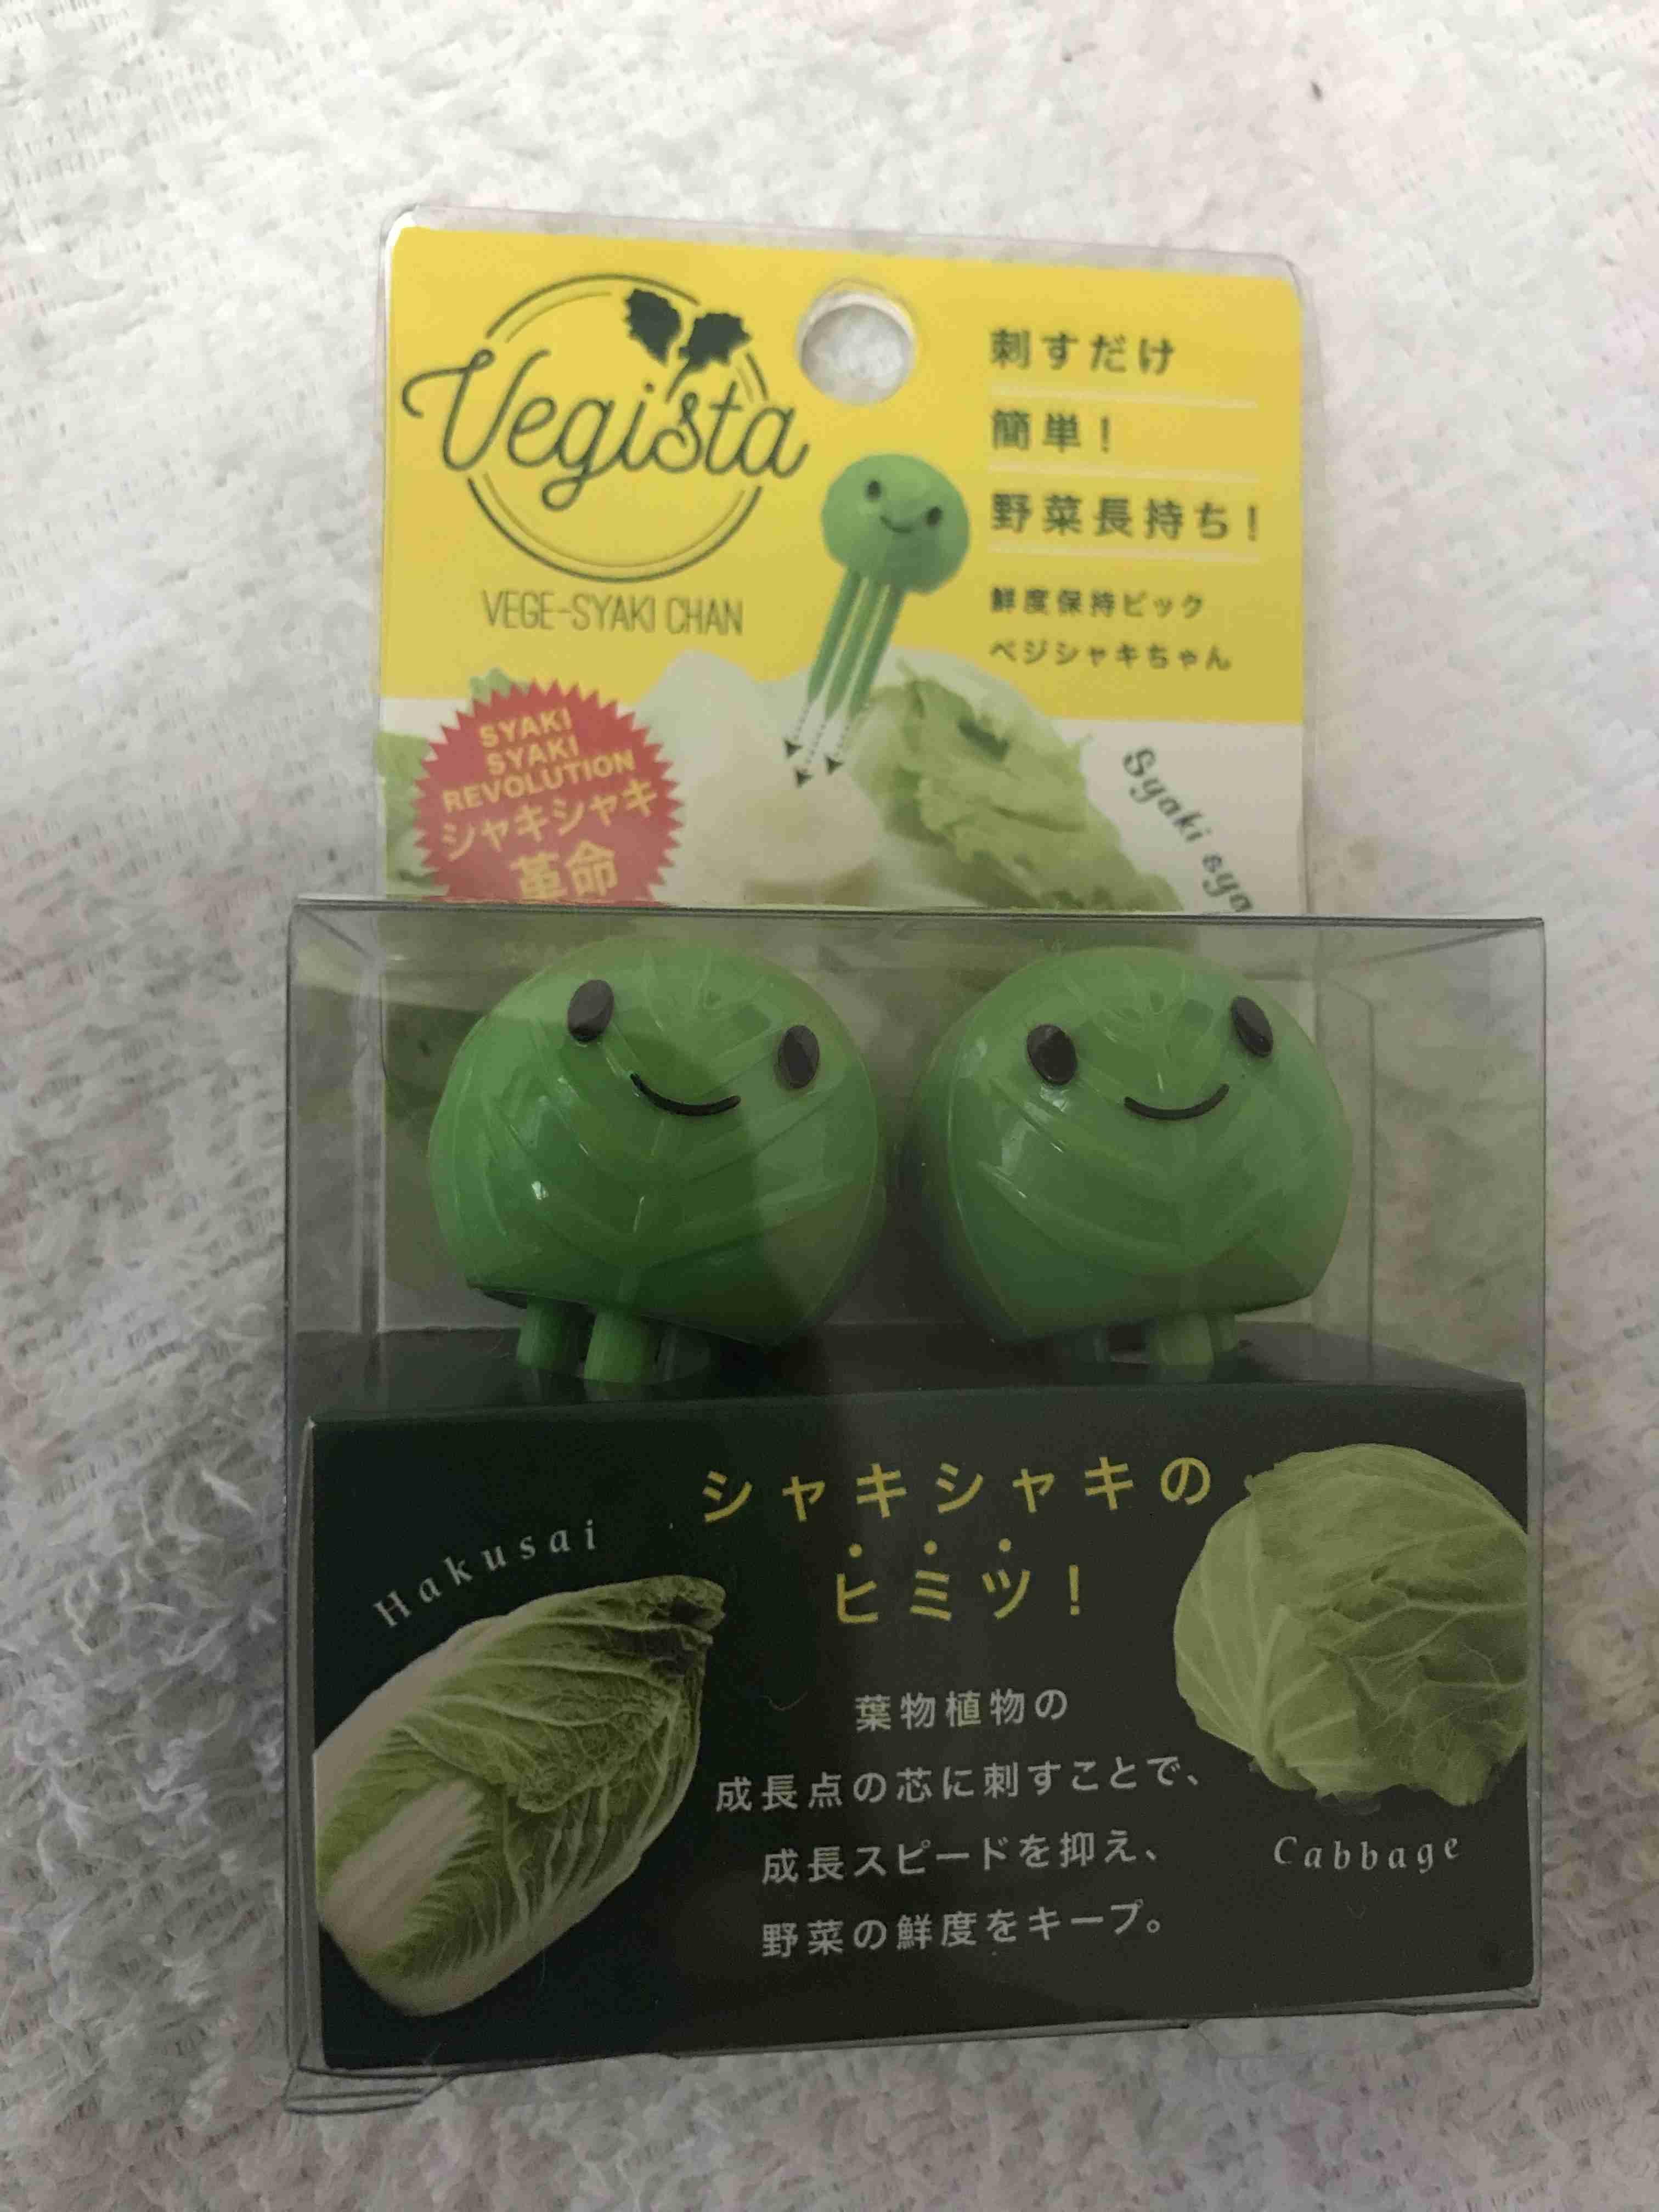 Vegista
VEGE-SYAKI CHAN
刺すだけ
簡単！
野菜長持ち！
鮮度保持ピック
ベジシャキちゃん
SYAKI
SYAKI
REVOLUTION
シャキシャキ
革命
Syaki
シャキシャキの
ヒミツ！
Hakusai
葉物植物の
成長点の芯に刺すことで、
成長スピードを抑え、
野菜の鮮度をキープ。
Cabbage